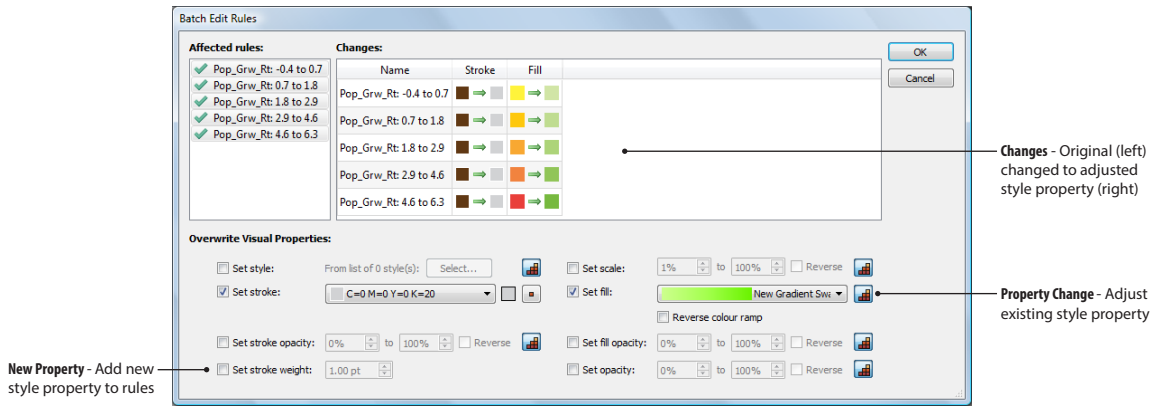 Batch Edit Rules
Affected rules:
Changes:
OK
Cancel
Pop_Grw_Rt: -0.4 to 0.7
Pop_Grw_Rt: 0.7 to 1.8
Pop_Grw_Rt: 1.8 to 2.9
Pop_Grw_Rt: 2.9 to 4.6
Pop_Grw_Rt: 4.6 to 6.3
Name Stroke Fill
Pop_Grw_Rt: -0.4 to 0.7
Pop_Grw_Rt: 0.7 to 1.8
Pop_Grw_Rt: 1.8 to 2.9
Pop_Grw_Rt: 2.9 to 4.6
Pop_Grw_Rt: 4.6 to 6.3
Changes - Original (left)
changed to adjusted
style property (right)
Overwrite Visual Properties:
Set style: From list of 0 style(s): Select... Set scale: 1% to 100% Reverse
Set stroke: C=0 M=0 Y=0 K=20 Set fill: New Gradient Swa
Reverse colour ramp
Property Change - Adjust
existing style property
Set stroke opacity: 0% to 100% Reverse Set fill opacity: 0% to 100% Reverse
Set stroke weight: 1.00 pt Set opacity: 0% to 100% Reverse
New Property - Add new
style property to rules